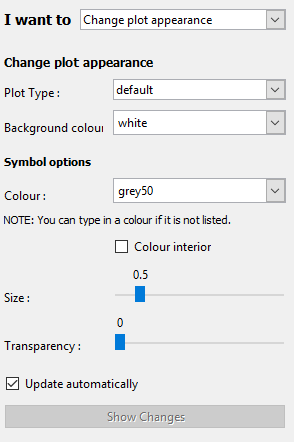 I want to Change plot appearance
Change plot appearance
Plot Type : default
Background colour white
Symbol options
Colour : grey50
NOTE: You can type in a colour if it is not listed.
Colour interior
0.5
Size :
0
Transparency :
Update automatically
Show Changes